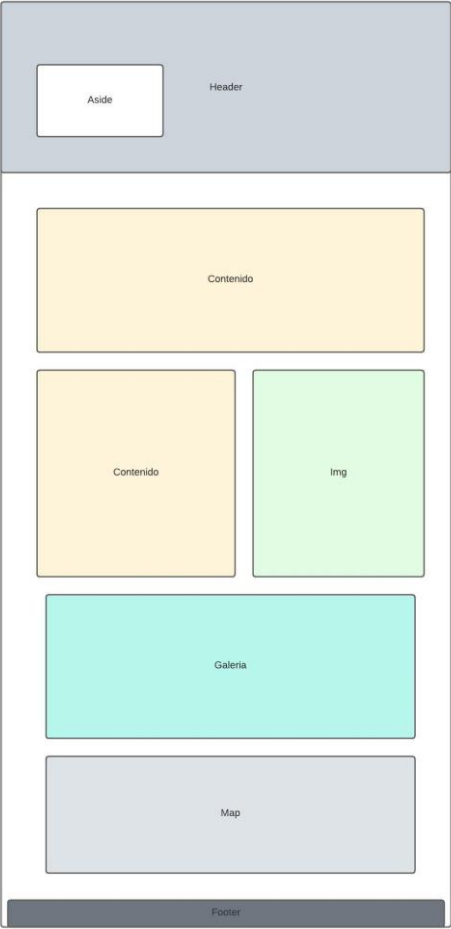 Header
Aside
Contenido
Contenido
Img
Galeria
Map
Footer